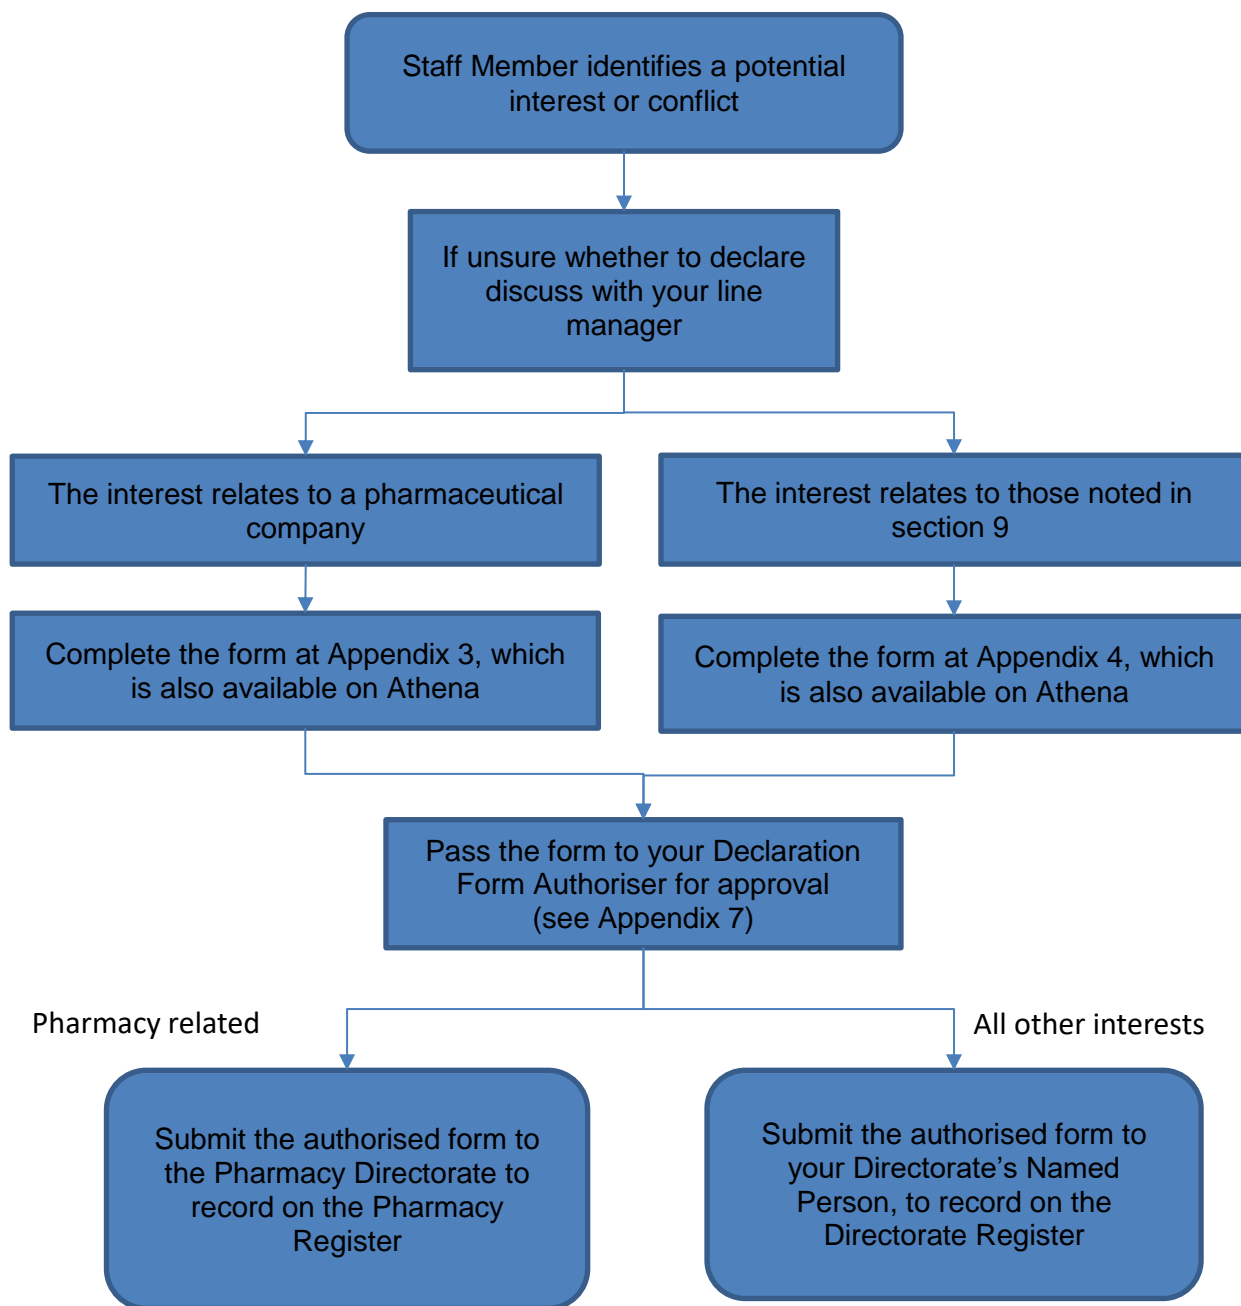 Staff Member identifies a potential
interest or conflict
If unsure whether to declare
discuss with your line
manager
The interest relates to a pharmaceutical
company
The interest relates to those noted in
section 9
Complete the form at Appendix 3, which
is also available on Athena
Complete the form at Appendix 4, which
is also available on Athena
Pass the form to your Declaration
Form Authoriser for approval
(see Appendix 7)
Pharmacy related
All other interests
Submit the authorised form to
the Pharmacy Directorate to
record on the Pharmacy
Register
Submit the authorised form to
your Directorate’s Named
Person, to record on the
Directorate Register